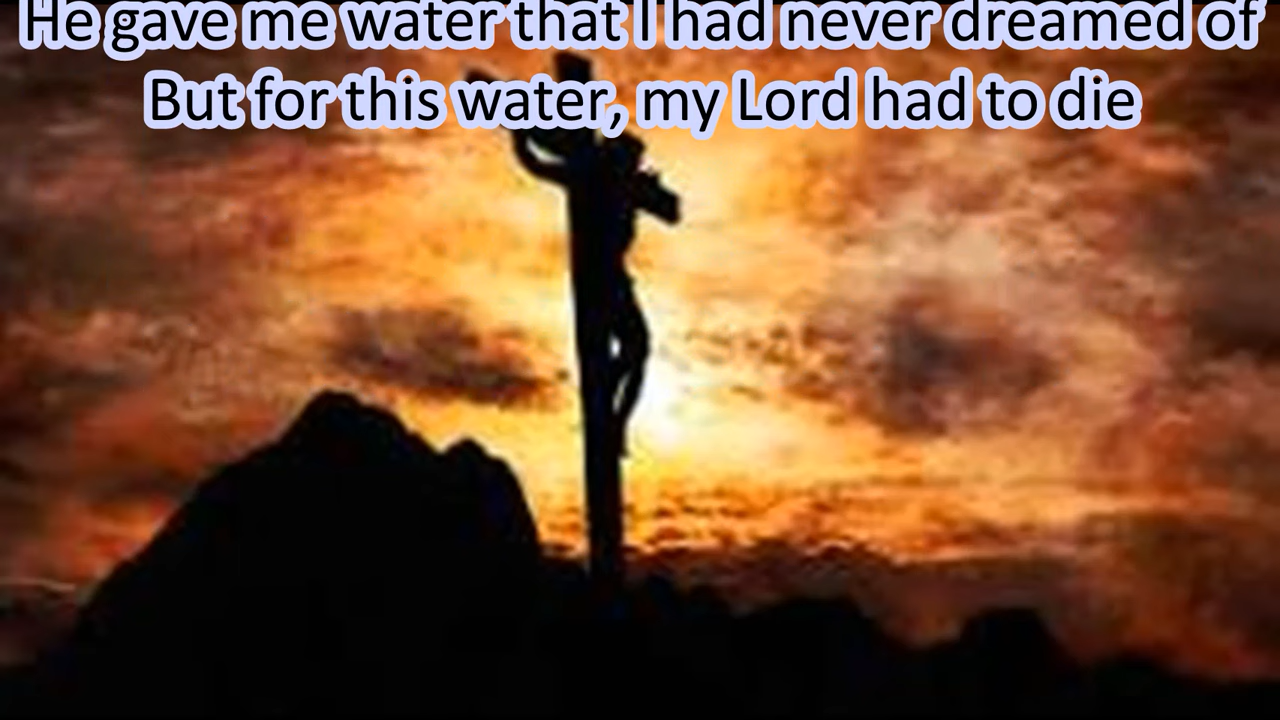 He gave me water that I had never dreamed of
But for this water, my Lord had to die